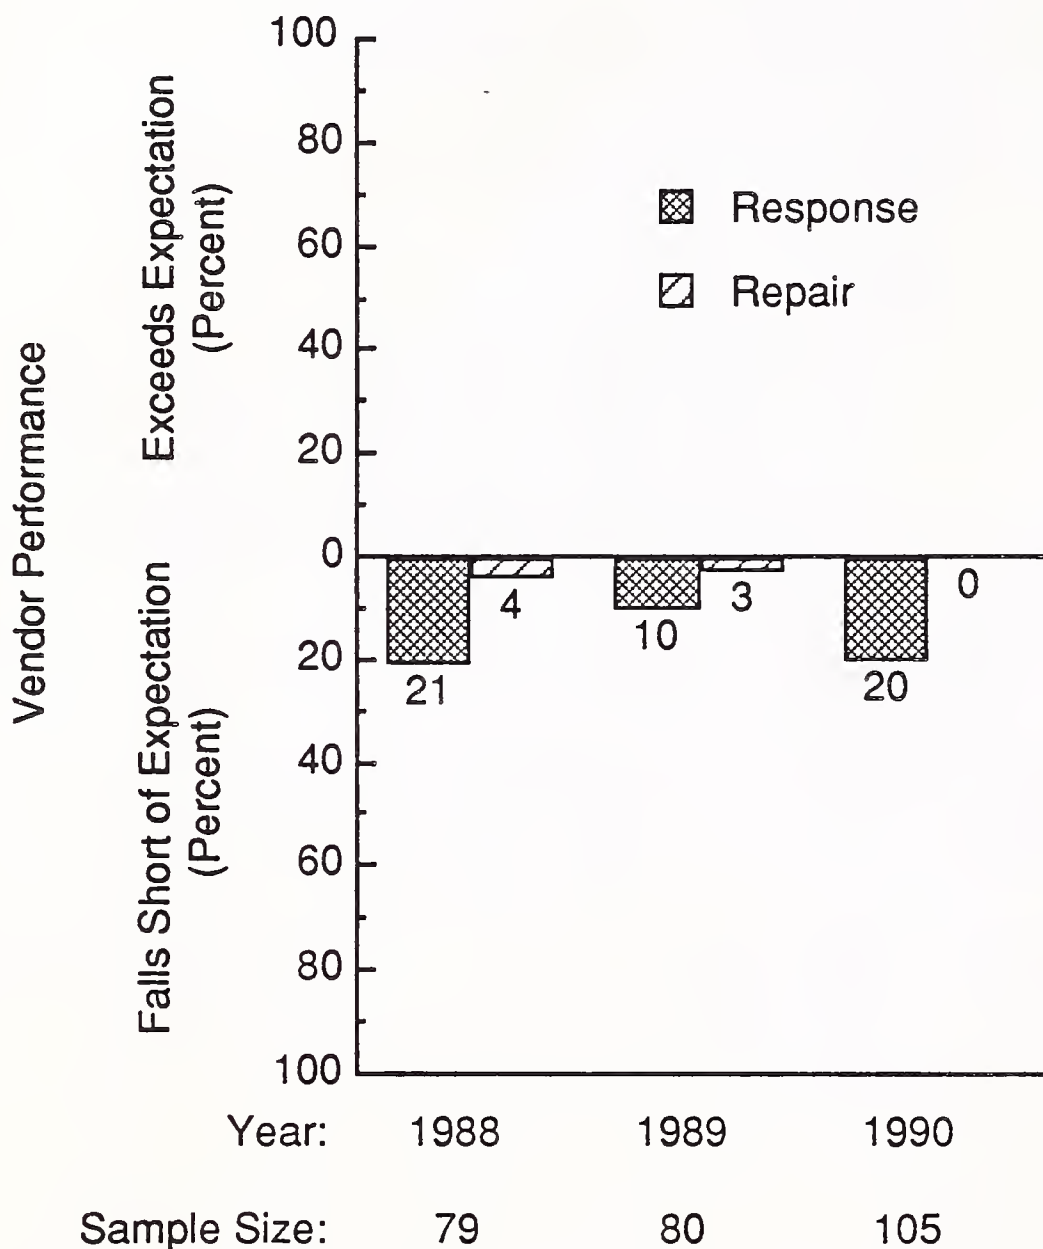 Vendor Performance
Exceeds Expectation
(Percent)
Falls Short of Expectation
(Percent)
100
80
60
40
20
0
20
40
60
80
100
Response
Repair
21
4
10
3
20
0
Year: 1988 1989 1990
Sample Size: 79 80 105